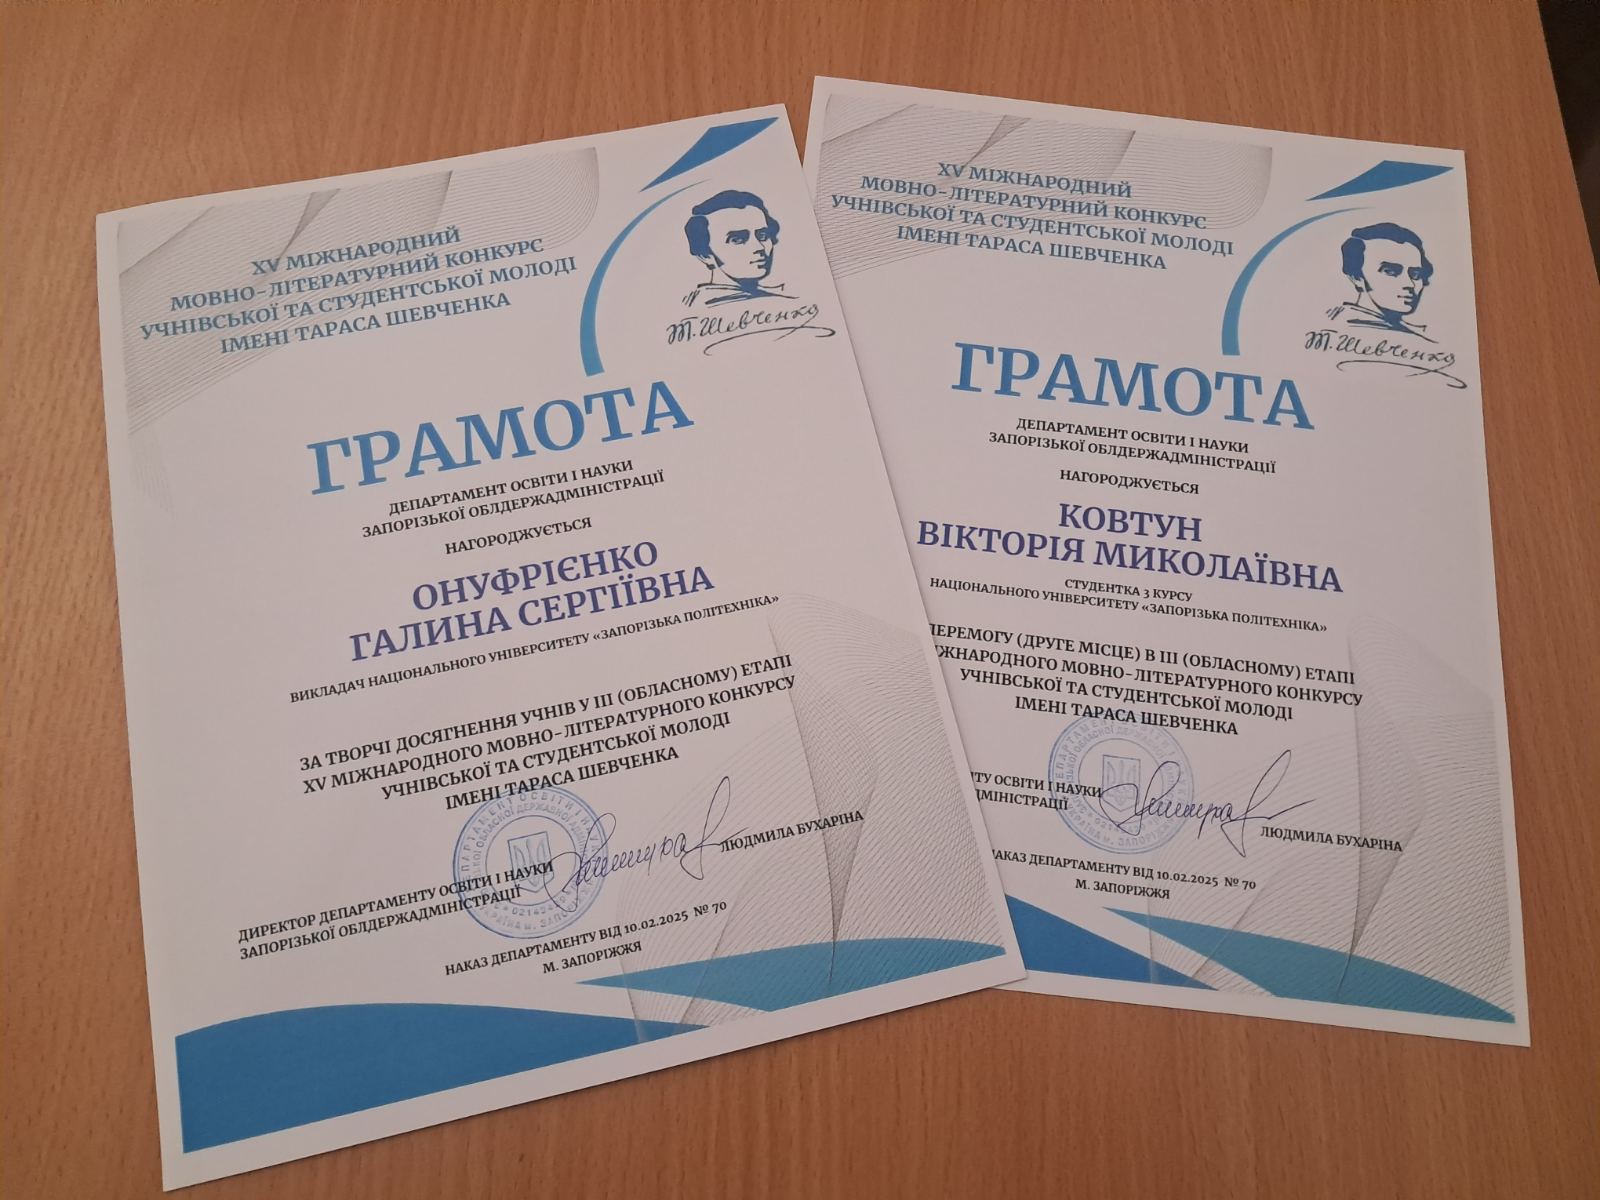 XV МІЖНАРОДНИЙ
МОВНО-ЛІТЕРАТУРНИЙ КОНКУРС
УЧНІВСЬКОЇ ТА СТУДЕНТСЬКОЇ МОЛОДІ
ІМЕНІ ТАРАСА ШЕВЧЕНКА
Т. Шевченко
ГРАМОТА
ДЕПАРТАМЕНТ ОСВІТИ І НАУКИ
ЗАПОРІЗЬКОЇ ОБЛДЕРЖАДМІНІСТРАЦІЇ
НАГОРОДЖУЄТЬСЯ
ОНУФРІЄНКО
ГАЛИНА СЕРГІЇВНА
ВИКЛАДАЧ НАЦІОНАЛЬНОГО УНІВЕРСИТЕТУ «ЗАПОРІЗЬКА ПОЛІТЕХНІКА»
ЗА ТВОРЧІ ДОСЯГНЕННЯ УЧНІВ У ІІІ (ОБЛАСНОМУ) ЕТАПІ
XV МІЖНАРОДНОГО МОВНО-ЛІТЕРАТУРНОГО КОНКУРСУ
УЧНІВСЬКОЇ ТА СТУДЕНТСЬКОЇ МОЛОДІ
ІМЕНІ ТАРАСА ШЕВЧЕНКА
ДИРЕКТОР ДЕПАРТАМЕНТУ ОСВІТИ І НАУКИ
ЗАПОРІЗЬКОЇ ОБЛДЕРЖАДМІНІСТРАЦІЇ
ЛЮДМИЛА БУХАРІНА
НАКАЗ ДЕПАРТАМЕНТУ ВІД 10.02.2025 № 70
М. ЗАПОРІЖЖЯ
XV МІЖНАРОДНИЙ
МОВНО-ЛІТЕРАТУРНИЙ КОНКУРС
УЧНІВСЬКОЇ ТА СТУДЕНТСЬКОЇ МОЛОДІ
ІМЕНІ ТАРАСА ШЕВЧЕНКА
Т. Шевченко
ГРАМОТА
ДЕПАРТАМЕНТ ОСВІТИ І НАУКИ
ЗАПОРІЗЬКОЇ ОБЛДЕРЖАДМІНІСТРАЦІЇ
НАГОРОДЖУЄТЬСЯ
КОВТУН
ВІКТОРІЯ МИКОЛАЇВНА
СТУДЕНТКА 3 КУРСУ
НАЦІОНАЛЬНОГО УНІВЕРСИТЕТУ «ЗАПОРІЗЬКА ПОЛІТЕХНІКА»
ПЕРЕМОГУ (ДРУГЕ МІСЦЕ) В ІІІ (ОБЛАСНОМУ) ЕТАПІ
МОВНО-ЛІТЕРАТУРНОГО КОНКУРСУ
УЧНІВСЬКОЇ ТА СТУДЕНТСЬКОЇ МОЛОДІ
ІМЕНІ ТАРАСА ШЕВЧЕНКА
ОСВІТИ І НАУКИ
ЛЮДМИЛА БУХАРІНА
НАКАЗ ДЕПАРТАМЕНТУ ВІД 10.02.2025 № 70
М. ЗАПОРІЖЖЯ